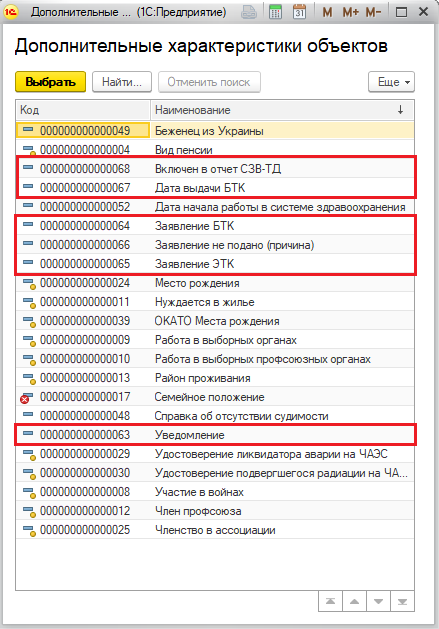 1С Дополнительные ... (1С:Предприятие) 31 M M+ M-
Дополнительные характеристики объектов
Выбрать Найти... Отменить поиск Еще
Код Наименование
000000000000049 Беженец из Украины
000000000000004 Вид пенсии
000000000000068 Включен в отчет СЗВ-ТД
000000000000067 Дата выдачи БТК
000000000000052 Дата начала работы в системе здравоохранения
000000000000064 Заявление БТК
000000000000066 Заявление не подано (причина)
000000000000065 Заявление ЭТК
000000000000024 Место рождения
000000000000011 Нуждается в жилье
000000000000039 ОКАТО Места рождения
000000000000009 Работа в выборных органах
000000000000010 Работа в выборных профсоюзных органах
000000000000013 Район проживания
000000000000017 Семейное положение
000000000000048 Справка об отсутствии судимости
000000000000063 Уведомление
000000000000029 Удостоверение ликвидатора аварии на ЧАЭС
000000000000030 Удостоверение подвергшегося радиации на ЧА...
000000000000008 Участие в войнах
000000000000012 Член профсоюза
000000000000025 Членство в ассоциации